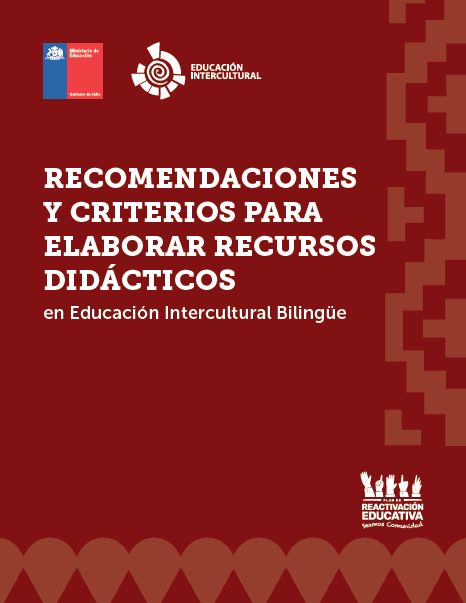 Ministerio de
Educación
Gobierno de Chile
EDUCACIÓN
INTERCULTURAL
RECOMENDACIONES
Y CRITERIOS PARA
ELABORAR RECURSOS
DIDÁCTICOS
en Educación Intercultural Bilingüe
PLAN DE
REACTIVACIÓN
EDUCATIVA
Seamos Comunidad